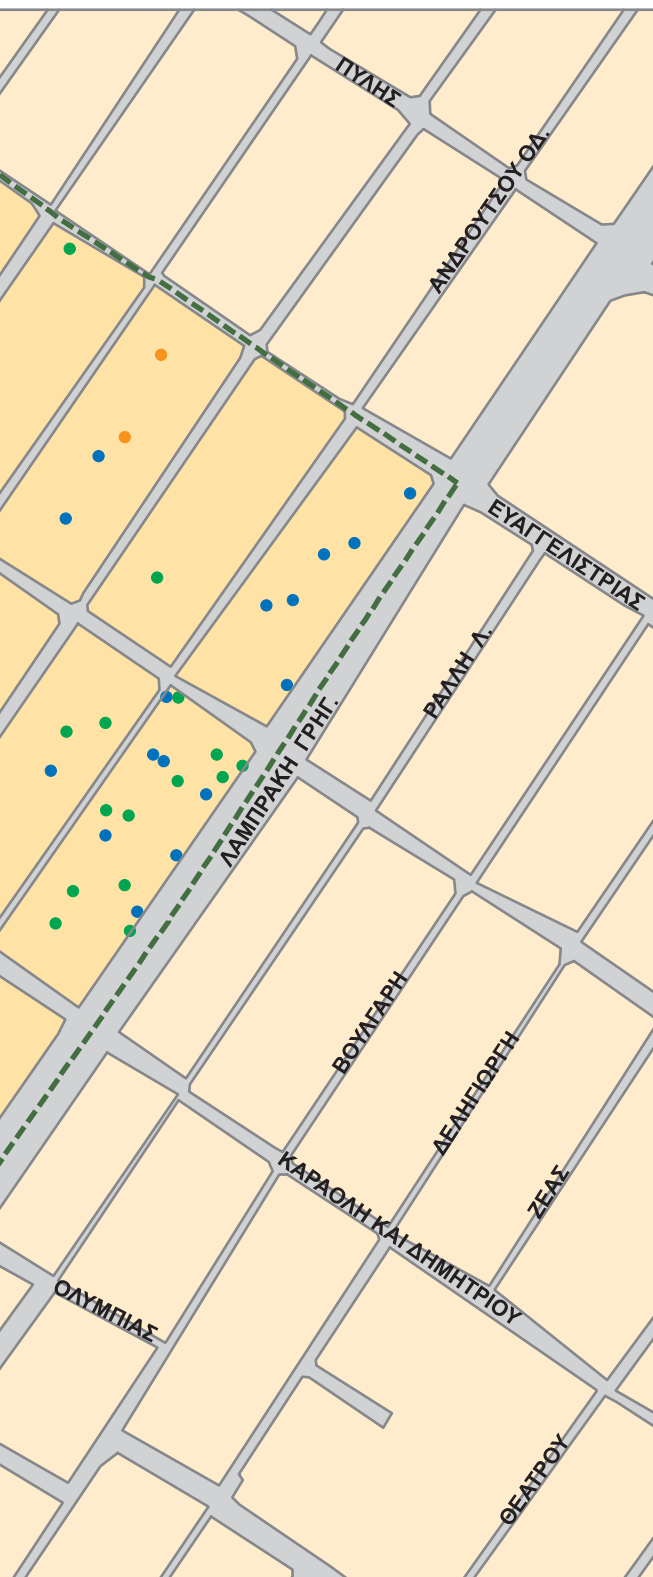 ΠΥΛΗΣ
ΑΝΔΡΟΥΤΣΟΥ ΟΔ.
ΕΥΑΓΓΕΛΙΣΤΡΙΑΣ
ΡΑΛΛΗ Λ.
ΛΑΜΠΡΑΚΗ ΓΡΗΓ.
ΒΟΥΛΓΑΡΗ
ΔΕΛΗΓΙΩΡΓΗ
ΖΕΑΣ
ΚΑΡΑΟΛΗ ΚΑΙ ΔΗΜΗΤΡΙΟΥ
ΟΛΥΜΠΙΑΣ
ΘΕΑΤΡΟΥ